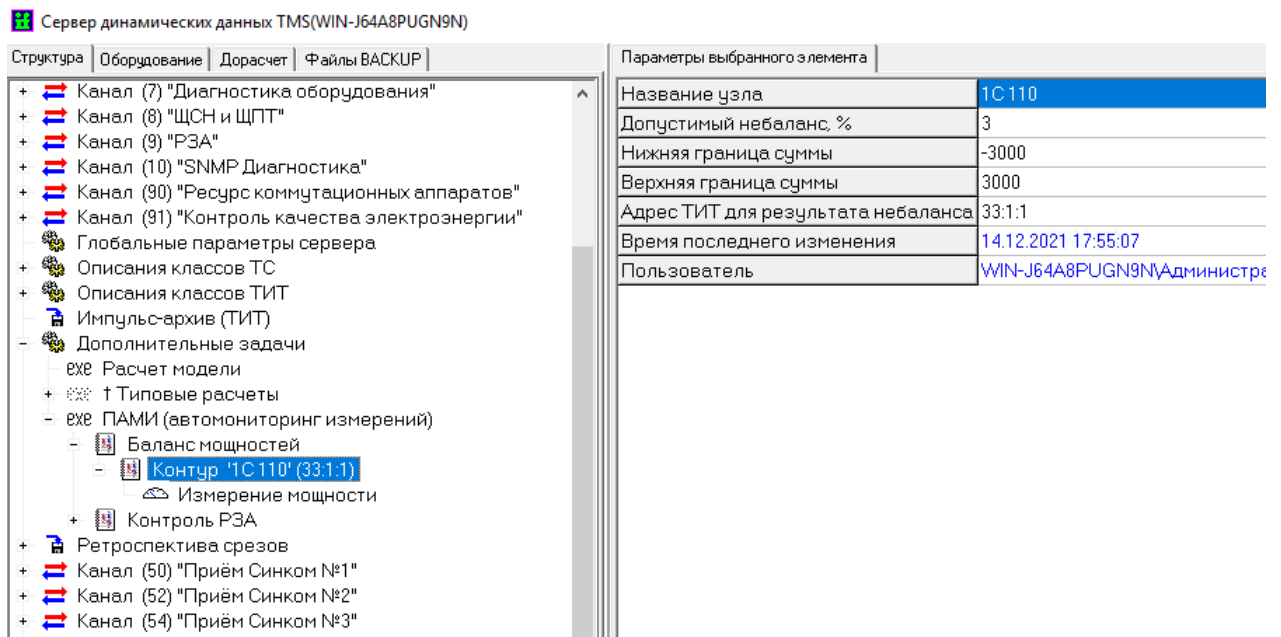 Сервер динамических данных TMS(WIN-J64A8PUGN9N)
Структура Оборудование Дорасчет Файлы BACKUP
Канал (7) "Диагностика оборудования"
Канал (8) "ЩСН и ЩПТ"
Канал (9) "РЗА"
Канал (10) "SNMP Диагностика"
Канал (90) "Ресурс коммутационных аппаратов"
Канал (91) "Контроль качества электроэнергии"
Глобальные параметры сервера
Описания классов ТС
Описания классов ТИТ
Импульс-архив (ТИТ)
Дополнительные задачи
exe Расчет модели
exe † Типовые расчеты
exe ПАМИ (автомониторинг измерений)
Баланс мощностей
Контур '1С 110' (33:1:1)
Измерение мощности
Контроль РЗА
Ретроспектива срезов
Канал (50) "Приём Синком №1"
Канал (52) "Приём Синком №2"
Канал (54) "Приём Синком №3"
Параметры выбранного элемента
Название узла 1С 110
Допустимый небаланс, % 3
Нижняя граница суммы -3000
Верхняя граница суммы 3000
Адрес ТИТ для результата небаланса 33:1:1
Время последнего изменения 14.12.2021 17:55:07
Пользователь WIN-J64A8PUGN9N\Администра